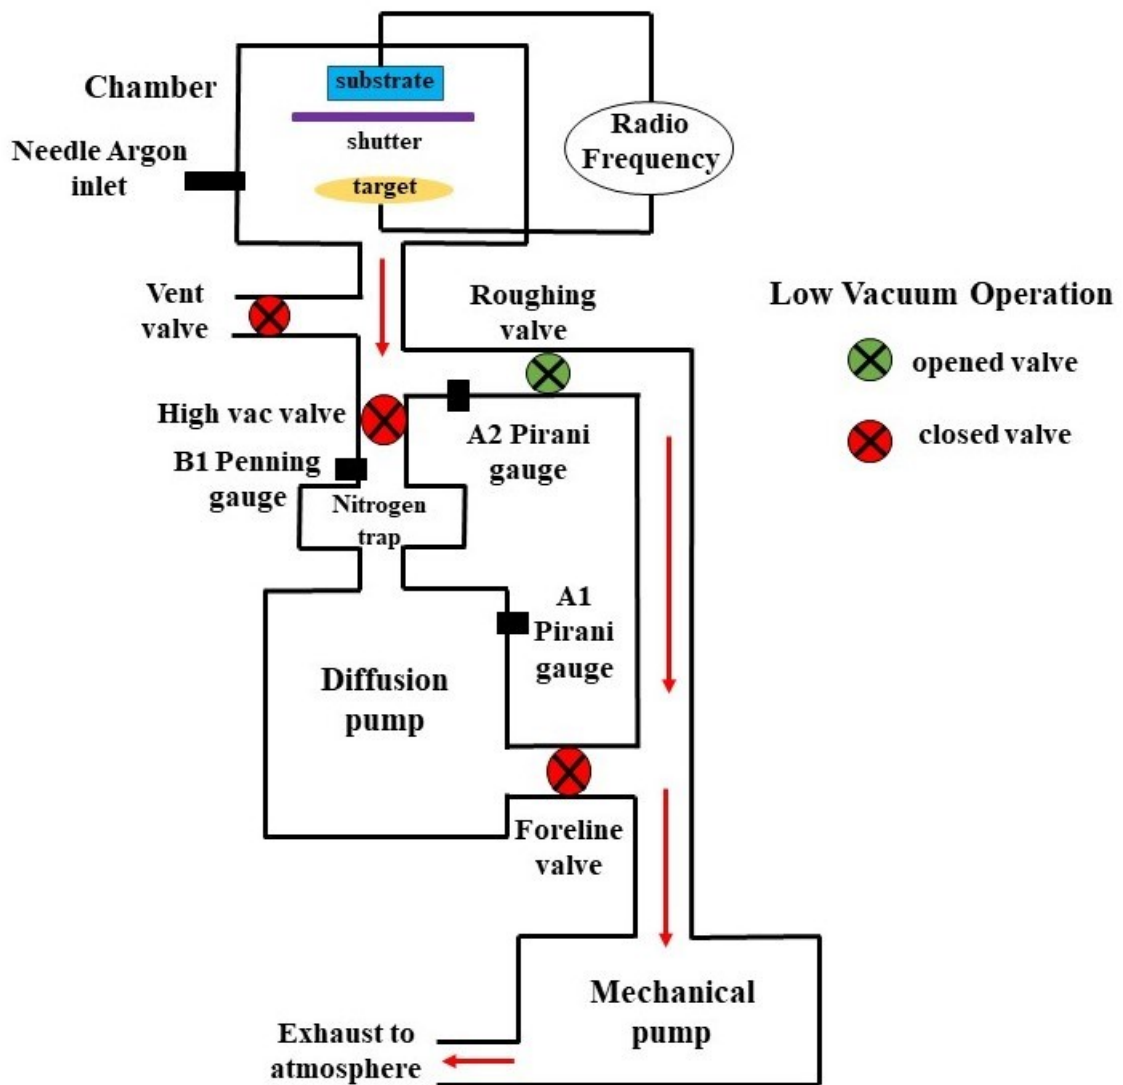 Chamber
substrate
shutter
Needle Argon
inlet
target
Radio
Frequency
Vent
valve
Roughing
valve
Low Vacuum Operation
opened valve
closed valve
High vac valve
A2 Pirani
gauge
B1 Penning
gauge
Nitrogen
trap
A1
Pirani
gauge
Diffusion
pump
Foreline
valve
Mechanical
pump
Exhaust to
atmosphere